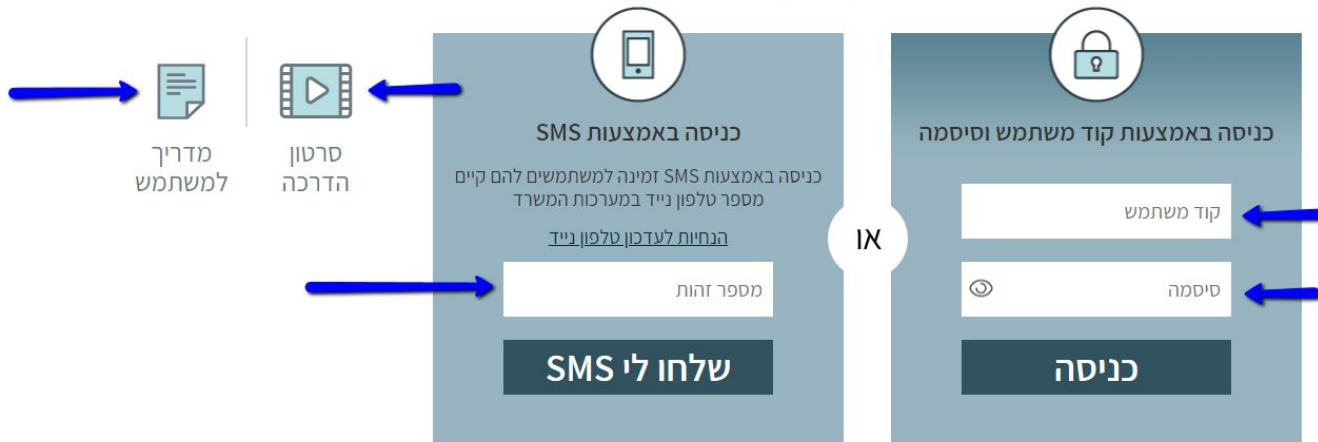 כניסה באמצעות קוד משתמש וסיסמה
קוד משתמש
סיסמה
כניסה
או
כניסה באמצעות SMS
כניסה באמצעות SMS זמינה למשתמשים להם קיים
מספר טלפון נייד במערכות המשרד
הנחיות לעדכון טלפון נייד
מספר זהות
שלחו לי SMS
סרטון
הדרכה
מדריך
למשתמש